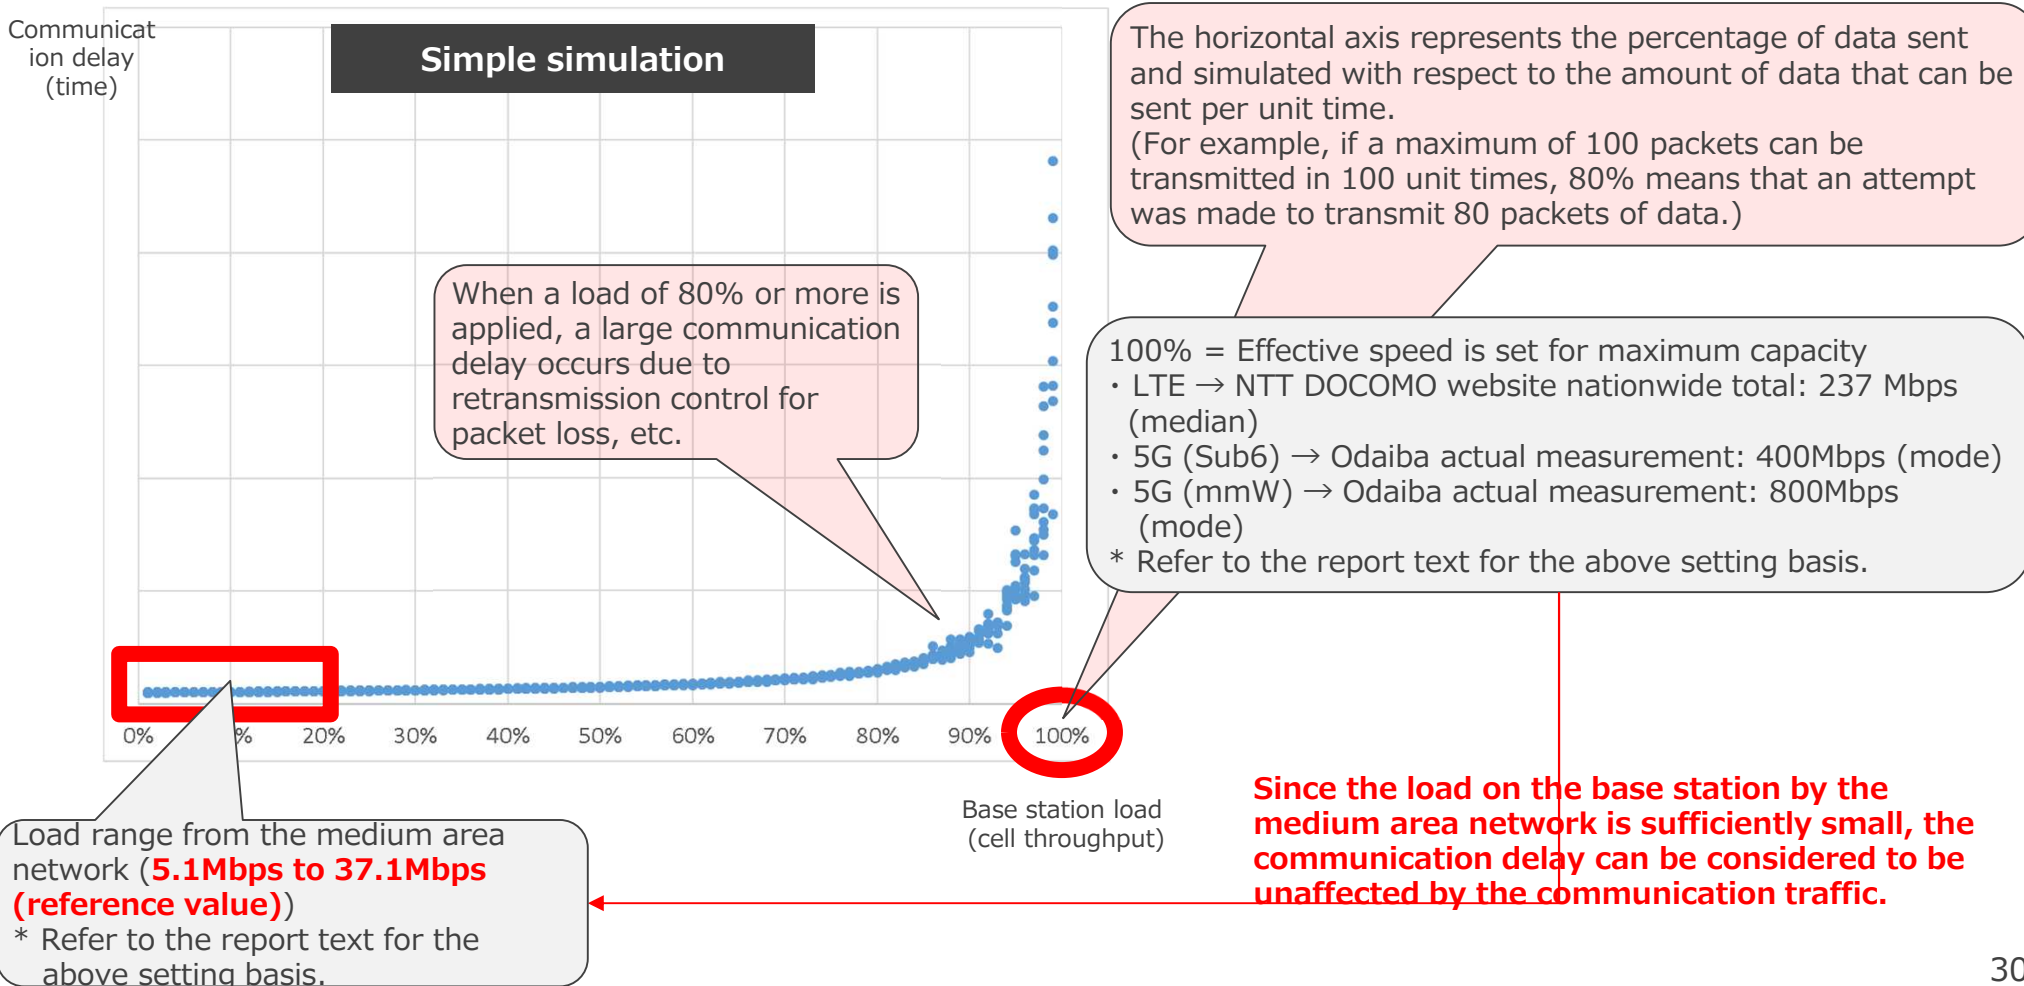 Communicat
ion delay
(time)
Simple simulation
The horizontal axis represents the percentage of data sent
and simulated with respect to the amount of data that can be
sent per unit time.
(For example, if a maximum of 100 packets can be
transmitted in 100 unit times, 80% means that an attempt
was made to transmit 80 packets of data.)
When a load of 80% or more is
applied, a large communication
delay occurs due to
retransmission control for
packet loss, etc.
100% = Effective speed is set for maximum capacity
・LTE → NTT DOCOMO website nationwide total: 237 Mbps
(median)
・5G (Sub6) → Odaiba actual measurement: 400Mbps (mode)
・5G (mmW) → Odaiba actual measurement: 800Mbps
(mode)
* Refer to the report text for the above setting basis.
0% % 20% 30% 40% 50% 60% 70% 80% 90% 100%
Base station load
(cell throughput)
Since the load on the base station by the
medium area network is sufficiently small, the
communication delay can be considered to be
unaffected by the communication traffic.
Load range from the medium area
network (5.1Mbps to 37.1Mbps
(reference value))
* Refer to the report text for the
above setting basis.
30